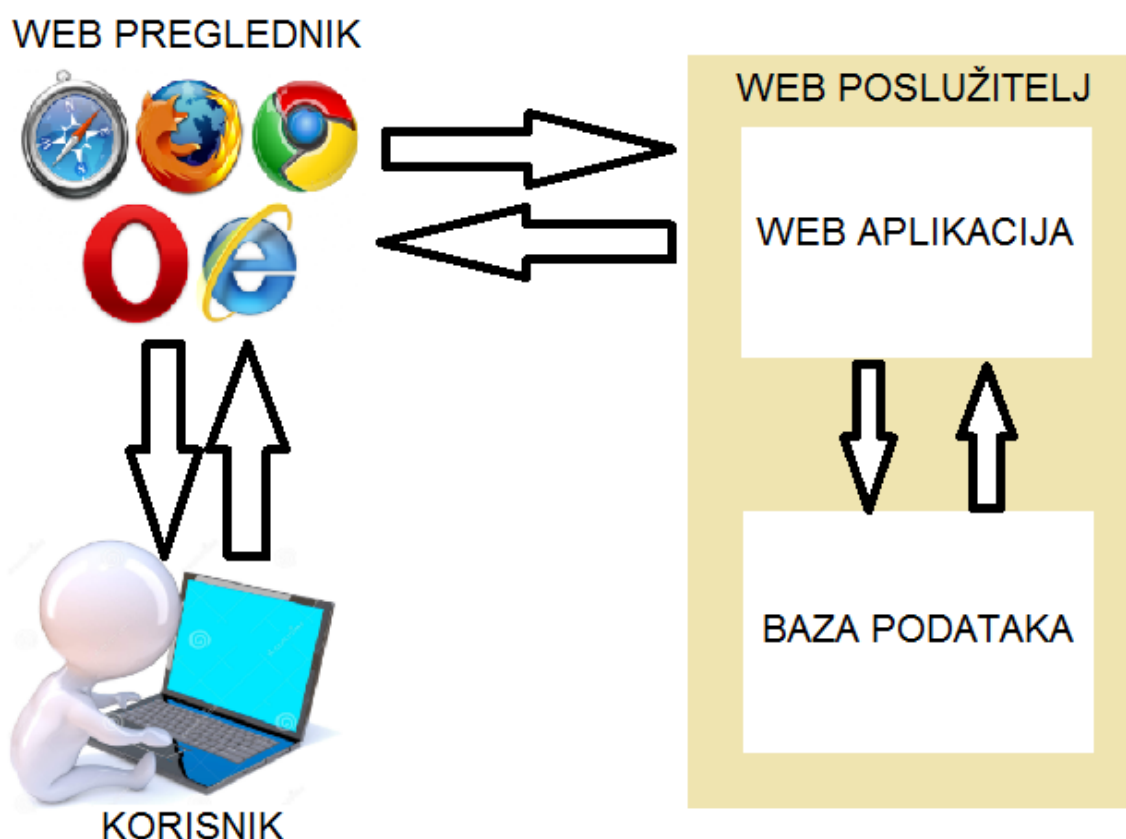 WEB PREGLEDNIK
WEB POSLUŽITELJ
WEB APLIKACIJA
BAZA PODATAKA
KORISNIK